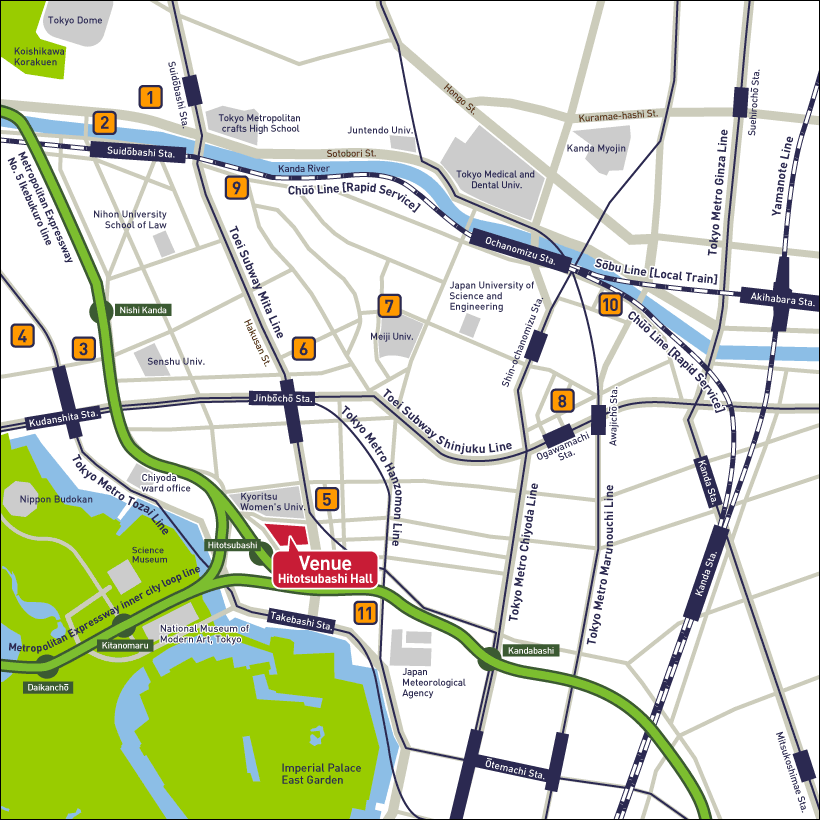 Tokyo Dome
Koishikawa
Korakuen
1
2
Suidōbashi Sta.
Suidōbashi Sta.
Tokyo Metropolitan
crafts High School
Juntendo Univ.
Hongo St.
Kuramae-hashi St.
Suehirochō Sta.
Kanda Myojin
Sotobori St.
Kanda River
Chūō Line [Rapid Service]
Tokyo Medical and
Dental Univ.
Tokyo Metro Ginza Line
Yamanote Line
Metropolitan Expressway
No. 5 Ikebukuro line
9
Nihon University
School of Law
Toei Subway Mita Line
Ochanomizu Sta.
Sōbu Line [Local Train]
Akihabara Sta.
Japan University of
Science and
Engineering
10
Chūō Line [Rapid Service]
Nishi Kanda
7
Meiji Univ.
Hakusan St.
4
3
6
Senshu Univ.
Shin-ochanomizu Sta.
Jinbōchō Sta.
Kudanshita Sta.
8
Toei Subway Shinjuku Line
Ogawamachi
Sta.
Awajichō Sta.
Tokyo Metro Hanzomon Line
Tokyo Metro Tozai Line
Chiyoda
ward office
Kanda Sta.
Nippon Budokan
Kyoritsu
Women's Univ.
5
Tokyo Metro Chiyoda Line
Tokyo Metro Marunouchi Line
Hitotsubashi
Science
Museum
Venue
Hitotsubashi Hall
Kanda Sta.
Metropolitan Expressway inner city loop line
11
Takebashi Sta.
National Museum of
Modern Art, Tokyo
Kitanomaru
Kandabashi
Daikanchō
Japan
Meteorological
Agency
Mitsukoshimae Sta.
Imperial Palace
East Garden
Ōtemachi Sta.